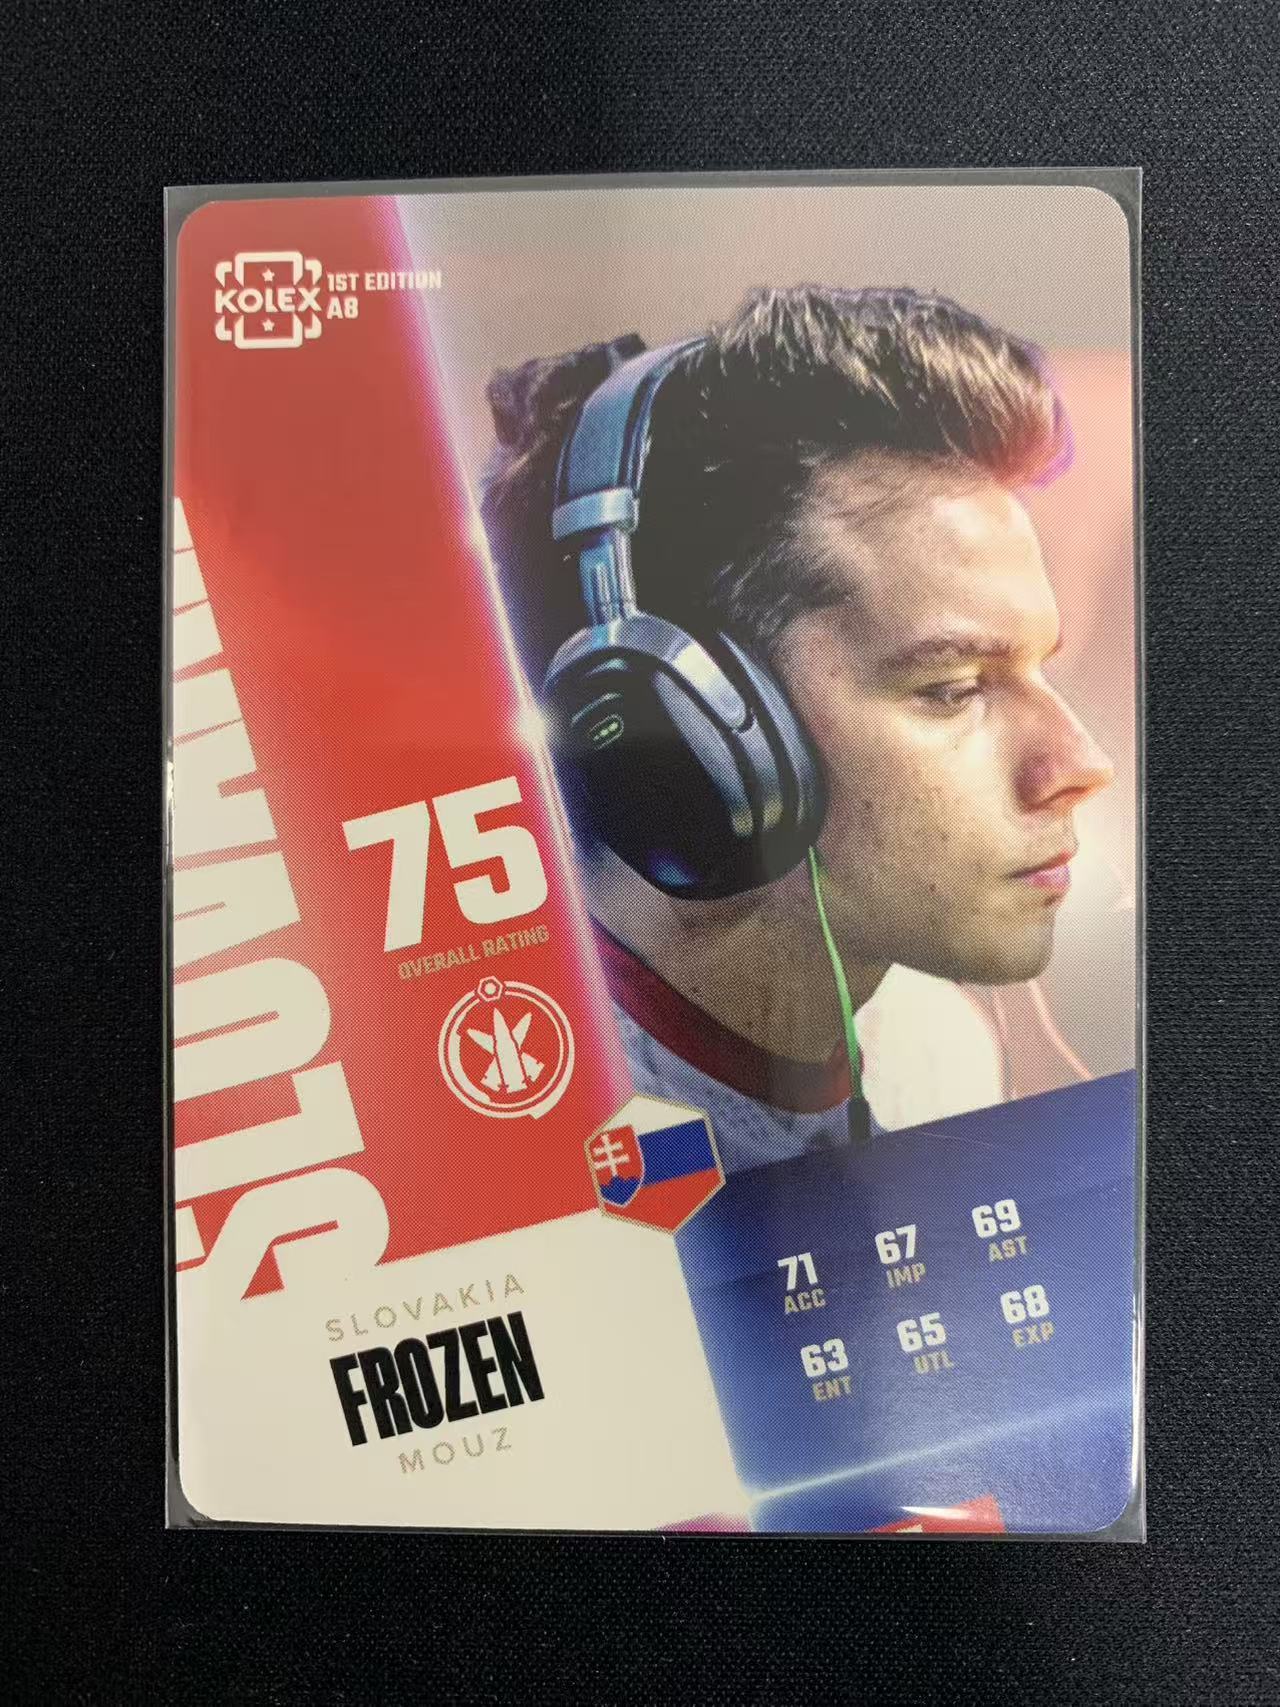 KOLEX
1ST EDITION
A8
SLOVAKIA
75
OVERALL RATING
SLOVAKIA
FROZEN
MOUZ
71
ACC
67
IMP
69
AST
63
ENT
65
UTL
68
EXP